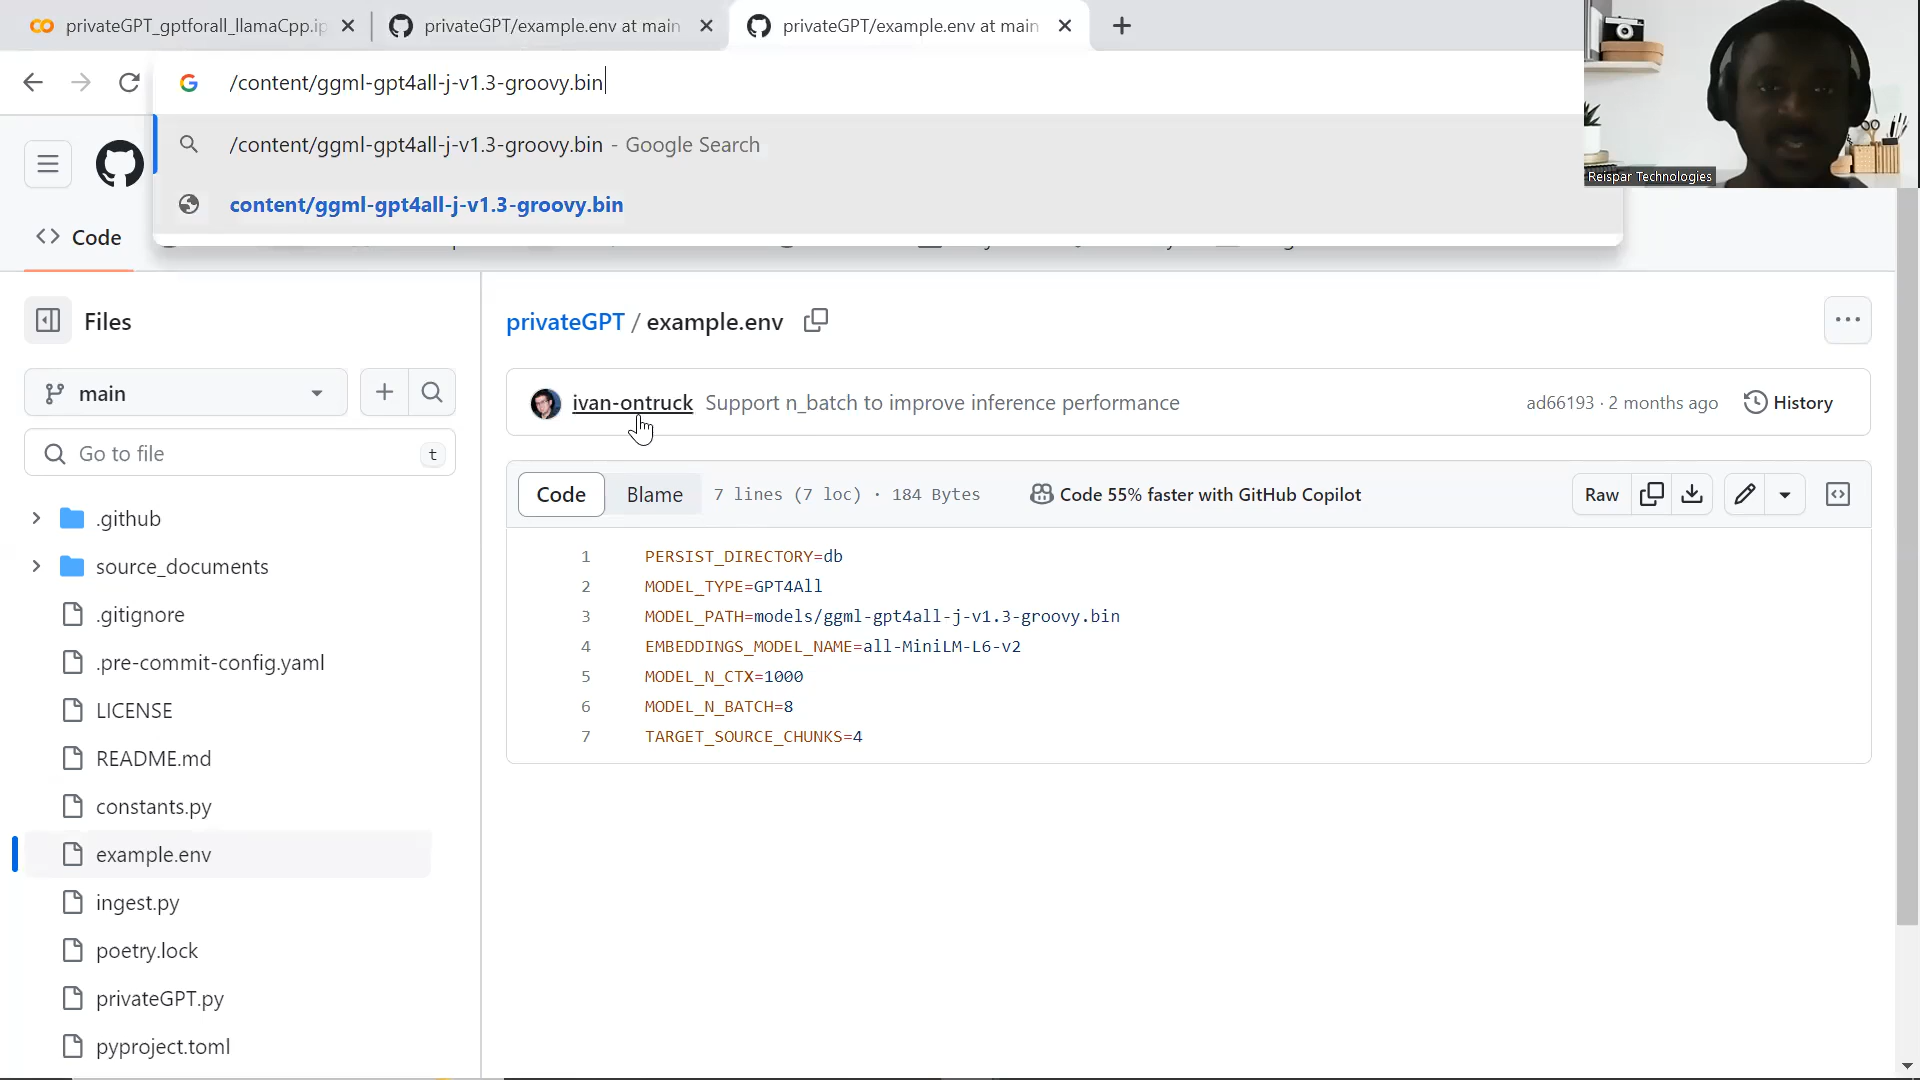 privateGPT_gptforall_llamaCpp.ip
privateGPT/example.env at main
privateGPT/example.env at main
/content/ggml-gpt4all-j-v1.3-groovy.bin
/content/ggml-gpt4all-j-v1.3-groovy.bin - Google Search
content/ggml-gpt4all-j-v1.3-groovy.bin
Reispar Technologies
Code
Files
main
Go to file
t
.github
source_documents
.gitignore
.pre-commit-config.yaml
LICENSE
README.md
constants.py
example.env
ingest.py
poetry.lock
privateGPT.py
pyproject.toml
privateGPT / example.env
ivan-ontruck Support n_batch to improve inference performance
ad66193 · 2 months ago
History
Code
Blame
7 lines (7 loc) · 184 Bytes
Code 55% faster with GitHub Copilot
Raw
1 PERSIST_DIRECTORY=db
2 MODEL_TYPE=GPT4All
3 MODEL_PATH=models/ggml-gpt4all-j-v1.3-groovy.bin
4 EMBEDDINGS_MODEL_NAME=all-MiniLM-L6-v2
5 MODEL_N_CTX=1000
6 MODEL_N_BATCH=8
7 TARGET_SOURCE_CHUNKS=4